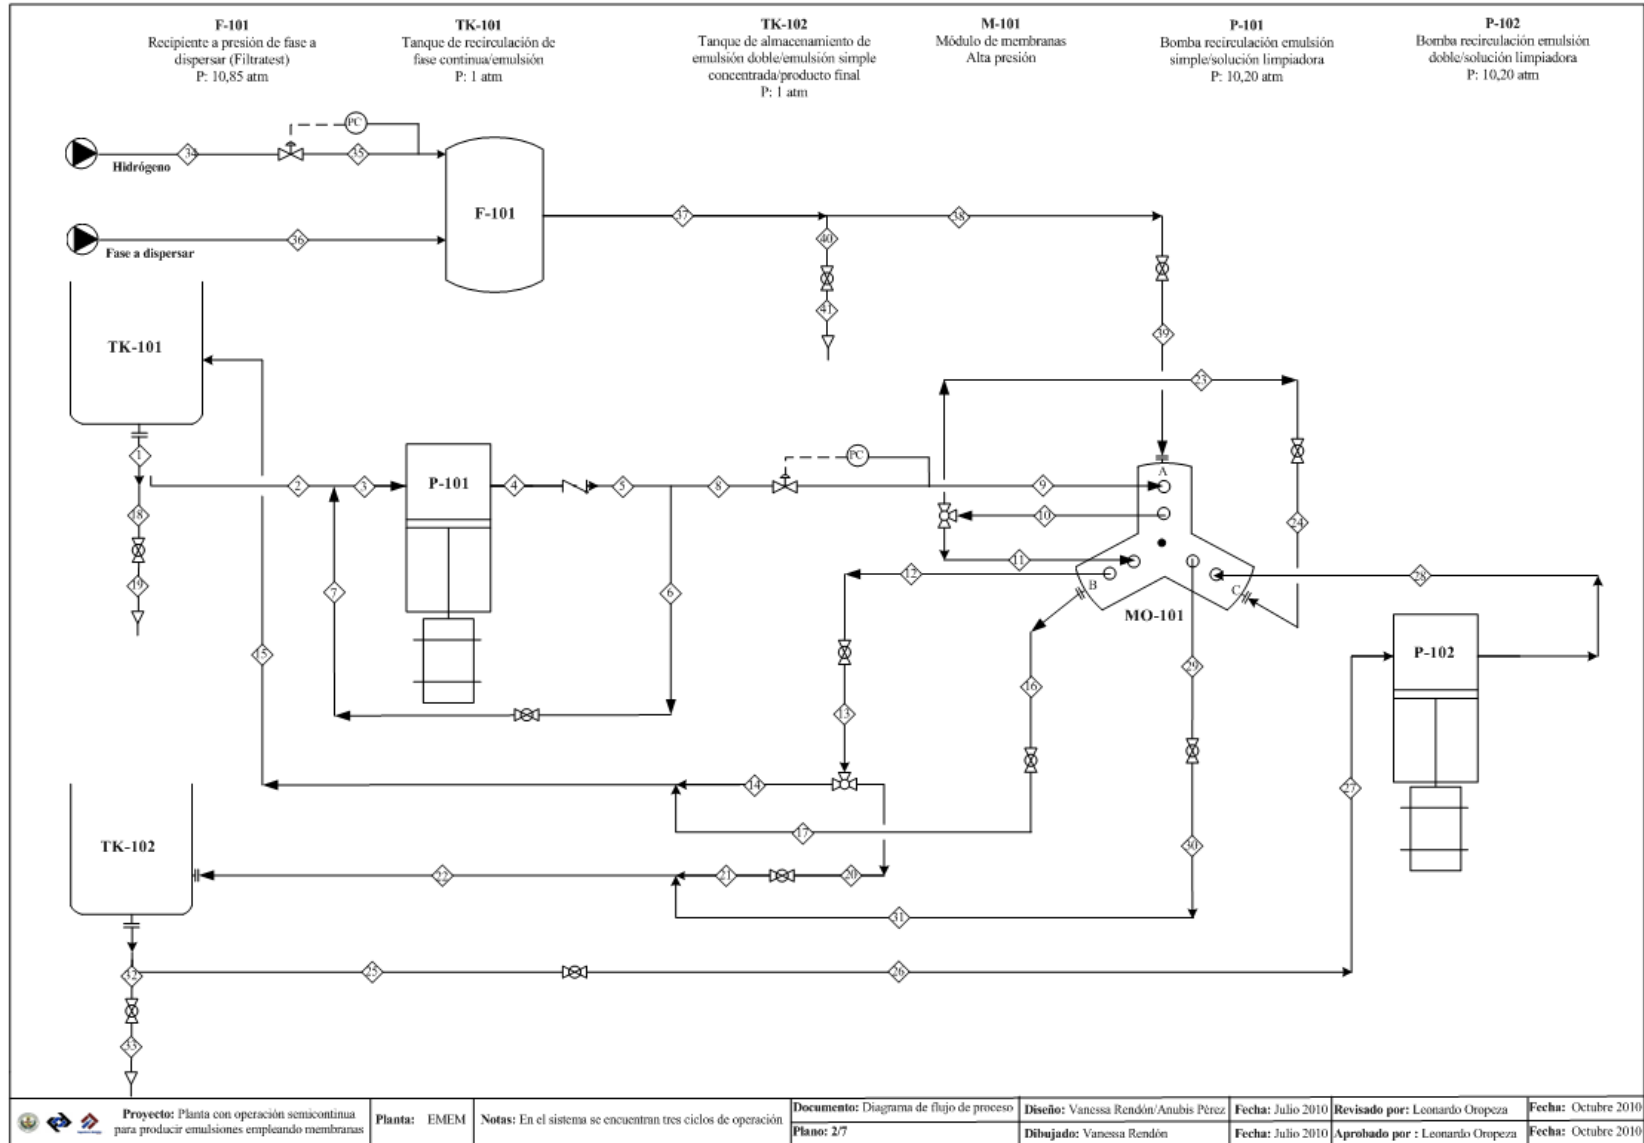 F-101
Recipiente a presión de fase a
dispersar (Filtratest)
P: 10,85 atm
TK-101
Tanque de recirculación de
fase continua/emulsión
P: 1 atm
TK-102
Tanque de almacenamiento de
emulsión doble/emulsión simple
concentrada/producto final
P: 1 atm
M-101
Módulo de membranas
Alta presión
P-101
Bomba recirculación emulsión
simple/solución limpiadora
P: 10,20 atm
P-102
Bomba recirculación emulsión
doble/solución limpiadora
P: 10,20 atm
PC
34
35
Hidrógeno
F-101
37
38
36
40
Fase a dispersar
41
39
TK-101
23
1
PC
A
2
3
P-101
4
5
8
9
18
10
24
11
12
28
19
7
6
B
C
MO-101
15
29
P-102
16
13
14
27
17
TK-102
30
22
21
20
31
32
25
26
33
Proyecto: Planta con operación semicontinua
para producir emulsiones empleando membranas
Planta: EMEM
Notas: En el sistema se encuentran tres ciclos de operación
Documento: Diagrama de flujo de proceso
Plano: 2/7
Diseño: Vanessa Rendón/Anubis Pérez
Dibujado: Vanessa Rendón
Fecha: Julio 2010
Fecha: Julio 2010
Revisado por: Leonardo Oropeza
Aprobado por : Leonardo Oropeza
Fecha: Octubre 2010
Fecha: Octubre 2010